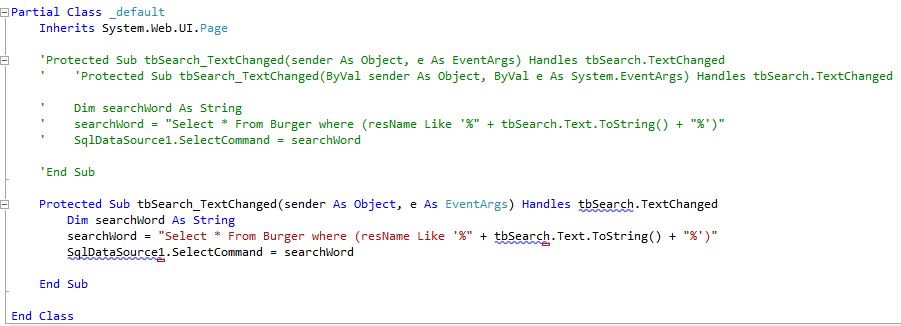 Partial Class _default
Inherits System.Web.UI.Page
'Protected Sub tbSearch_TextChanged(sender As Object, e As EventArgs) Handles tbSearch.TextChanged
'    'Protected Sub tbSearch_TextChanged(ByVal sender As Object, ByVal e As System.EventArgs) Handles tbSearch.TextChanged
'    Dim searchWord As String
'    searchWord = "Select * From Burger where (resName Like '%" + tbSearch.Text.ToString() + "%')"
'    SqlDataSource1.SelectCommand = searchWord
'End Sub
Protected Sub tbSearch_TextChanged(sender As Object, e As EventArgs) Handles tbSearch.TextChanged
Dim searchWord As String
searchWord = "Select * From Burger where (resName Like '%" + tbSearch.Text.ToString() + "%')"
SqlDataSource1.SelectCommand = searchWord
End Sub
End Class